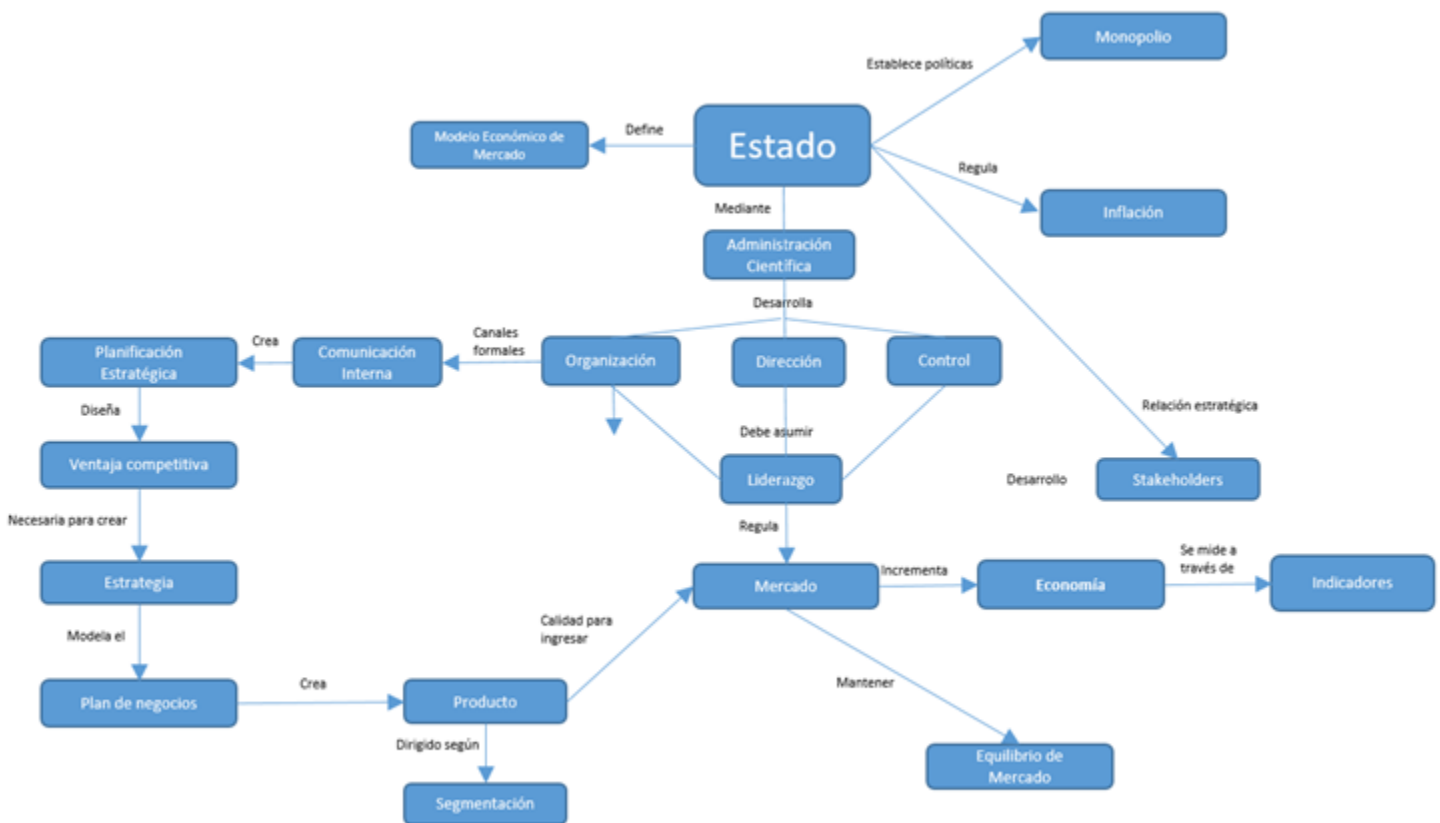 Monopolio
Establece políticas
Estado
Define
Modelo Económico de
Mercado
Regula
Inflación
Mediante
Administración
Científica
Desarrolla
Canales
formales
Crea
Planificación
Estratégica
Comunicación
Interna
Organización
Dirección
Control
Diseña
Relación estratégica
Debe asumir
Ventaja competitiva
Liderazgo
Desarrollo
Stakeholders
Necesaria para crear
Regula
Se mide a
través de
Estrategia
Mercado
Incrementa
Economía
Indicadores
Modela el
Calidad para
ingresar
Crea
Mantener
Plan de negocios
Producto
Dirigido según
Equilibrio de
Mercado
Segmentación